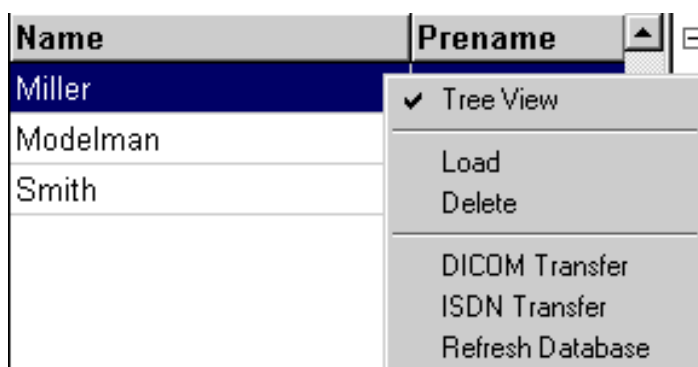 Name Prename
Miller
Tree View
Modelman
Load
Smith
Delete
DICOM Transfer
ISDN Transfer
Refresh Database